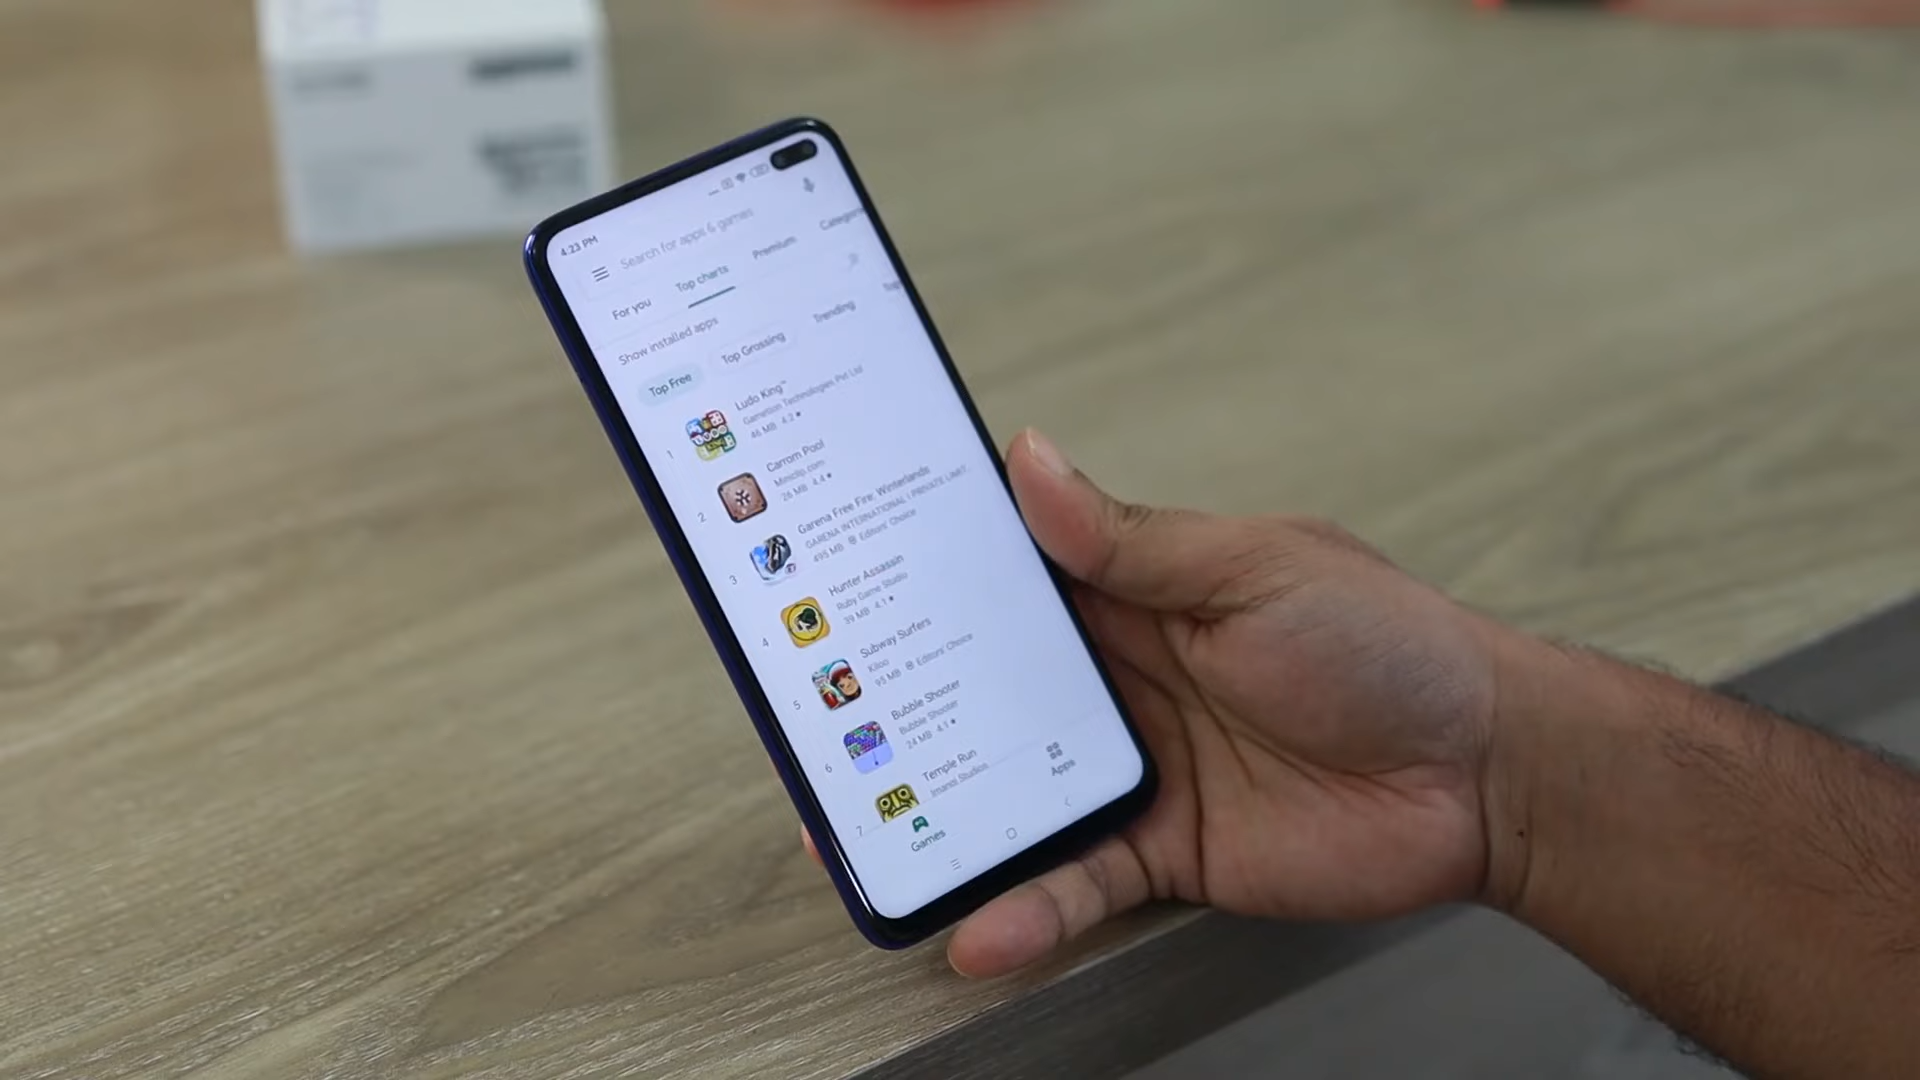 4:23 PM
Search for apps & games
For you Top charts Premium Categories
Show installed apps
Top Free Top Grossing Trending Top
1 Ludo King™
Gametion Technologies Pvt Ltd
46 MB 4.2★
2 Carrom Pool
Miniclip.com
26 MB 4.4★
3 Garena Free Fire: Winterlands
GARENA INTERNATIONAL I PRIVATE LIMIT...
495 MB Editors' Choice
4 Hunter Assassin
Ruby Game Studio
39 MB 4.1★
5 Subway Surfers
Kiloo
95 MB Editors' Choice
6 Bubble Shooter
Bubble Shooter
24 MB 4.1★
7 Temple Run
Imangi Studios
Games Apps